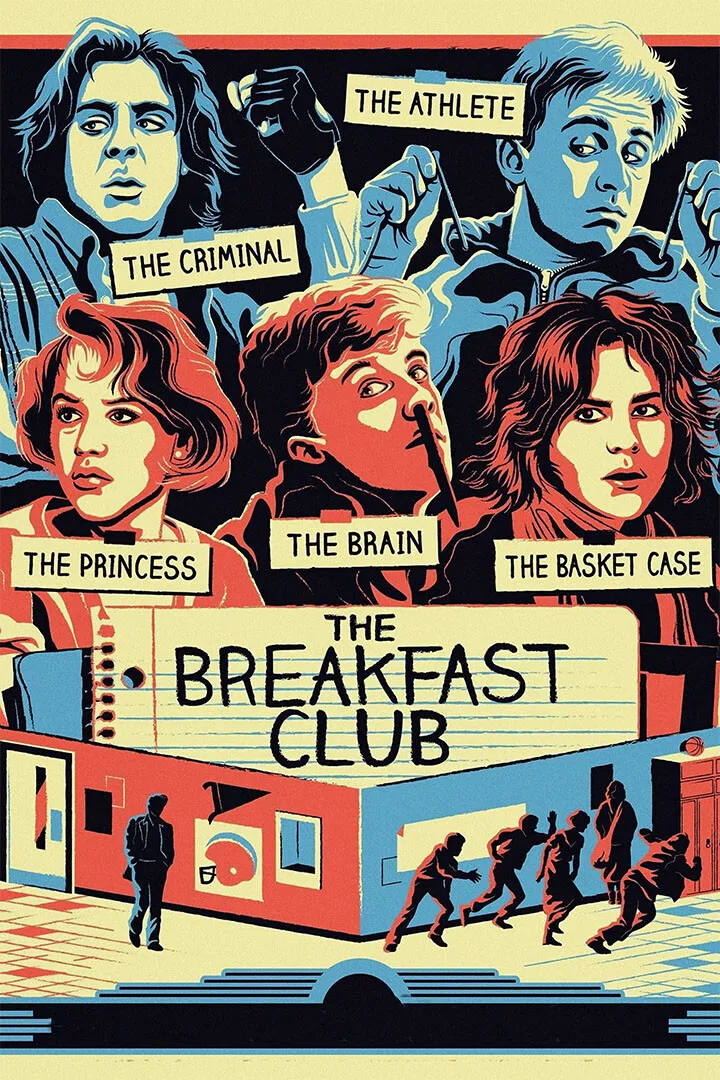 THE ATHLETE
THE CRIMINAL
THE PRINCESS
THE BRAIN
THE BASKET CASE
THE
BREAKFAST
CLUB